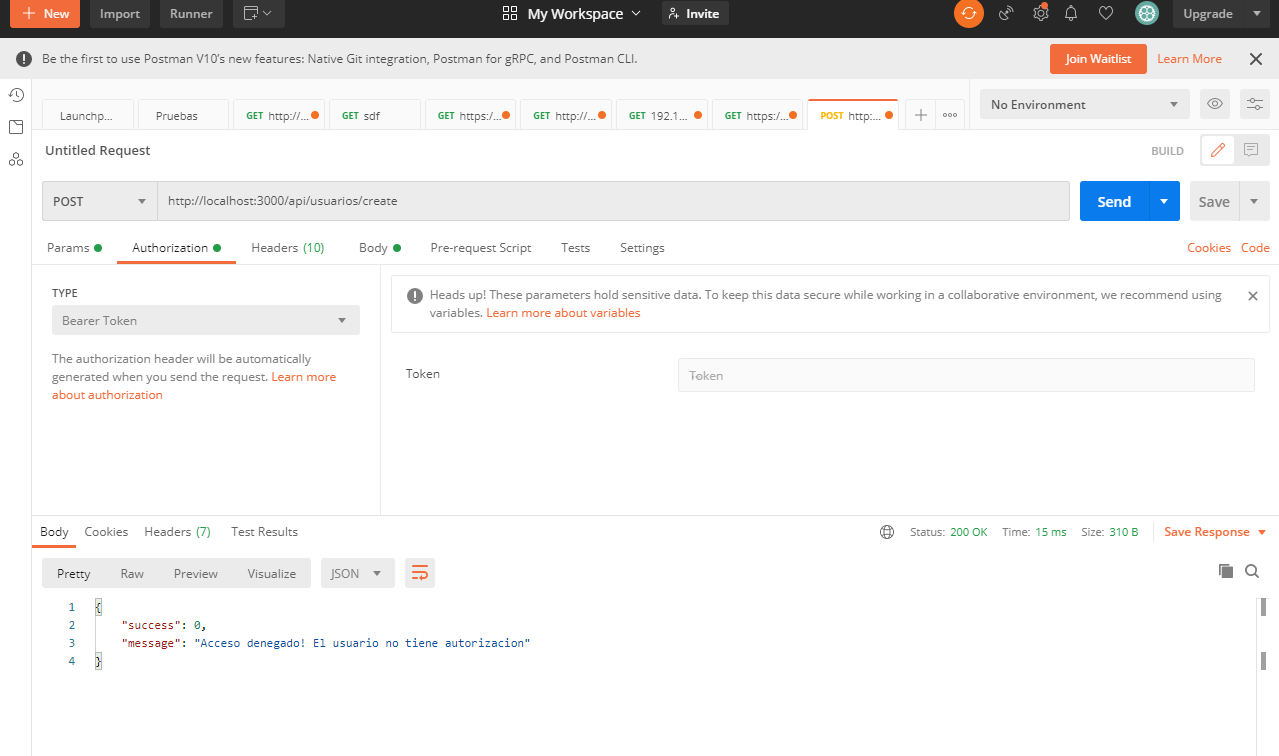 New Import Runner My Workspace Invite Upgrade
Be the first to use Postman V10's new features: Native Git integration, Postman for gRPC, and Postman CLI. Join Waitlist Learn More
Launchp... Pruebas GET http://... GET sdf GET https:/... GET http://... GET 192.1... GET https:/... POST http:... No Environment
Untitled Request BUILD
POST http://localhost:3000/api/usuarios/create Send Save
Params Authorization Headers (10) Body Pre-request Script Tests Settings Cookies Code
TYPE
Bearer Token
The authorization header will be automatically
generated when you send the request. Learn more
about authorization
Heads up! These parameters hold sensitive data. To keep this data secure while working in a collaborative environment, we recommend using
variables. Learn more about variables
Token Token
Body Cookies Headers (7) Test Results Status: 200 OK Time: 15 ms Size: 310 B Save Response
Pretty Raw Preview Visualize JSON
1 {
2 "success": 0,
3 "message": "Acceso denegado! El usuario no tiene autorizacion"
4 }